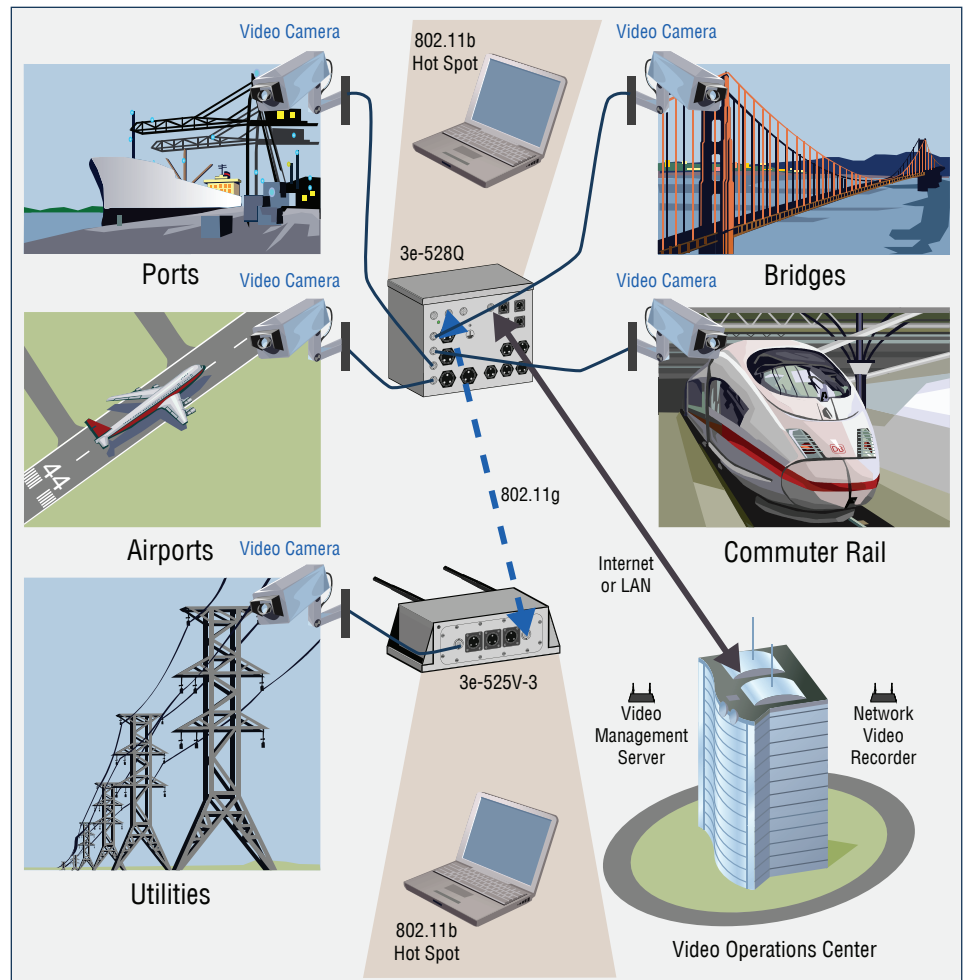 Video Camera
802.11b
Hot Spot
Video Camera
Ports
3e-528Q
Bridges
Video Camera
Video Camera
44
Airports
802.11g
Commuter Rail
Video Camera
Internet
or LAN
3e-525V-3
Video
Management
Server
Network
Video
Recorder
Utilities
802.11b
Hot Spot
Video Operations Center